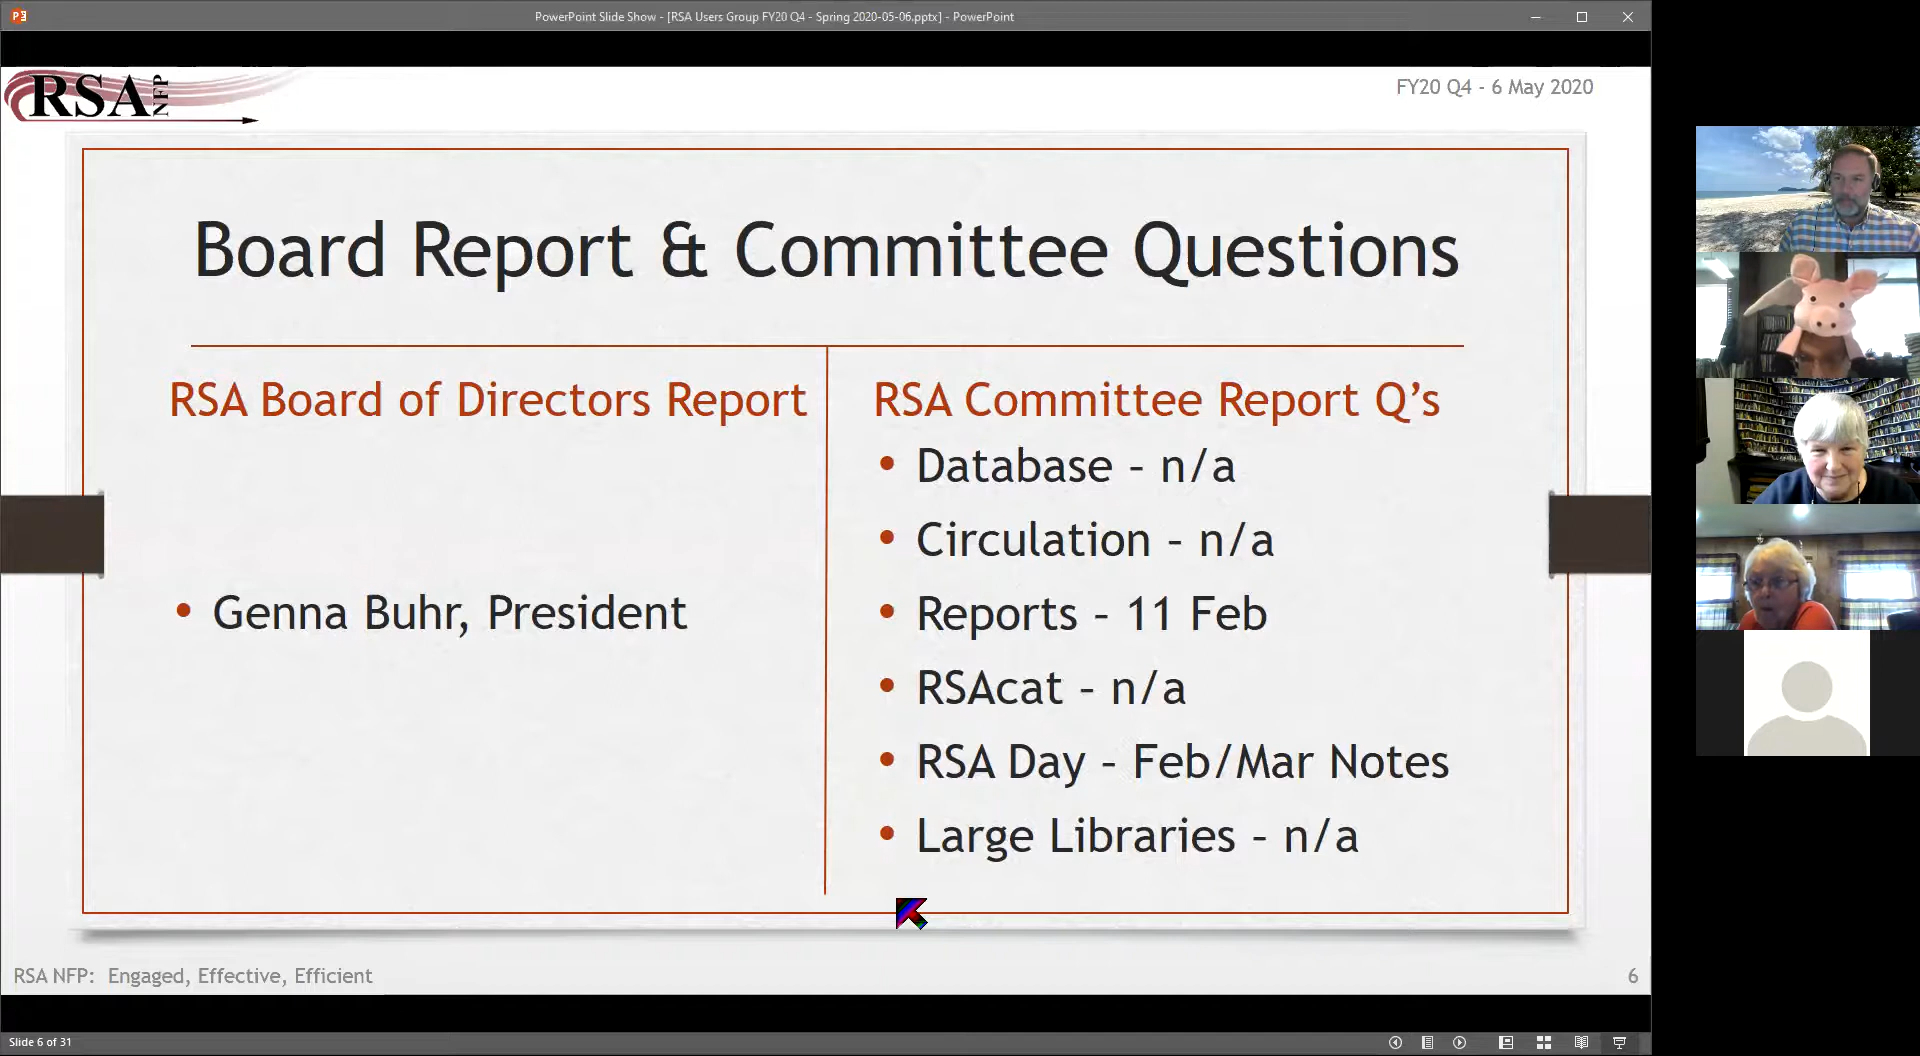 PowerPoint Slide Show - [RSA Users Group FY20 Q4 - Spring 2020-05-06.pptx] - PowerPoint
RSA NFP
FY20 Q4 - 6 May 2020
Board Report & Committee Questions
RSA Board of Directors Report
• Genna Buhr, President
RSA Committee Report Q’s
• Database – n/a
• Circulation – n/a
• Reports – 11 Feb
• RSAcat – n/a
• RSA Day – Feb/Mar Notes
• Large Libraries – n/a
RSA NFP: Engaged, Effective, Efficient
6
Slide 6 of 31